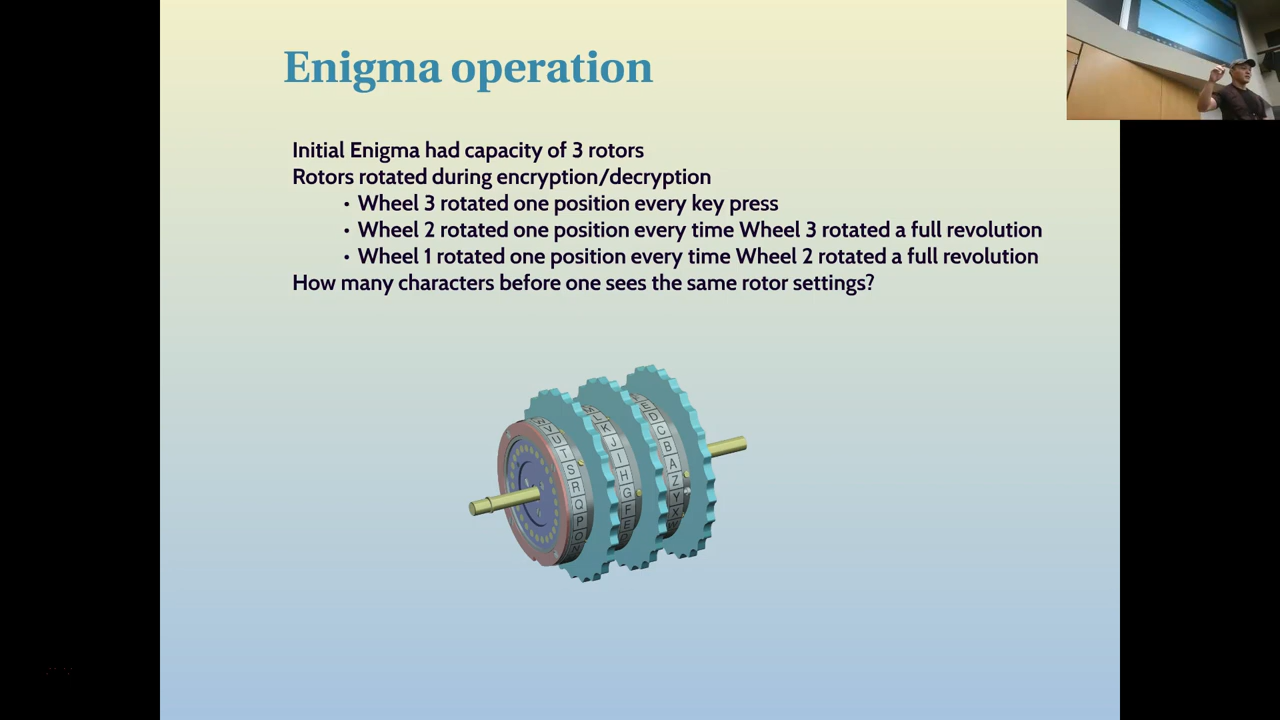 Enigma operation
Initial Enigma had capacity of 3 rotors
Rotors rotated during encryption/decryption
• Wheel 3 rotated one position every key press
• Wheel 2 rotated one position every time Wheel 3 rotated a full revolution
• Wheel 1 rotated one position every time Wheel 2 rotated a full revolution
How many characters before one sees the same rotor settings?
V
U
T
S
R
Q
P
O
N
L
K
J
I
H
G
F
E
E
D
C
B
A
Z
Y
X